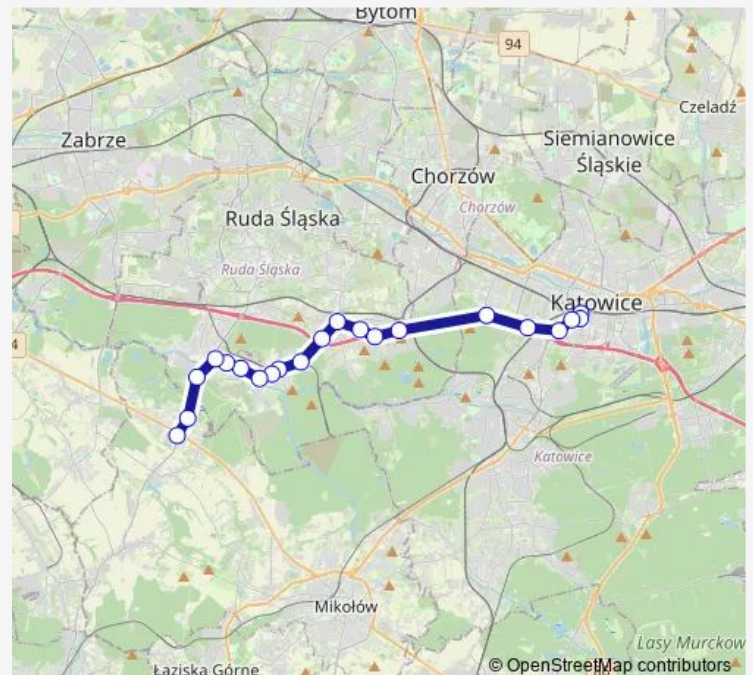 Bytom
94
Czeladź
Zabrze
Siemianowice
Śląskie
Chorzów
Chorzów
Ruda Śląska
Ruda Śląska
Katowice
4
Katowice
Mikołów
Lasy Murckow
Łaziska Górne
© OpenStreetMap contributors